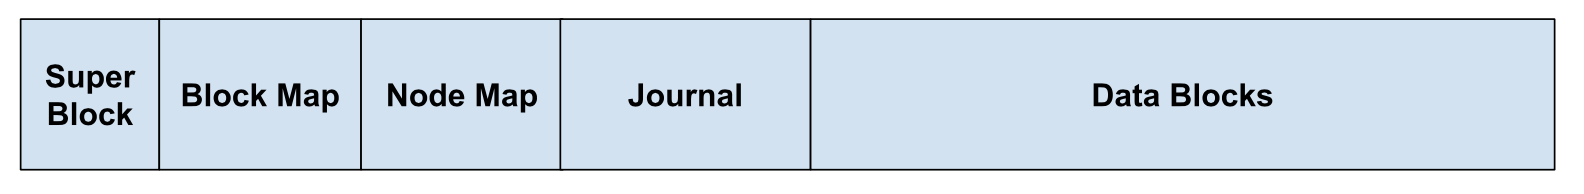 Super
Block
Block Map
Node Map
Journal
Data Blocks